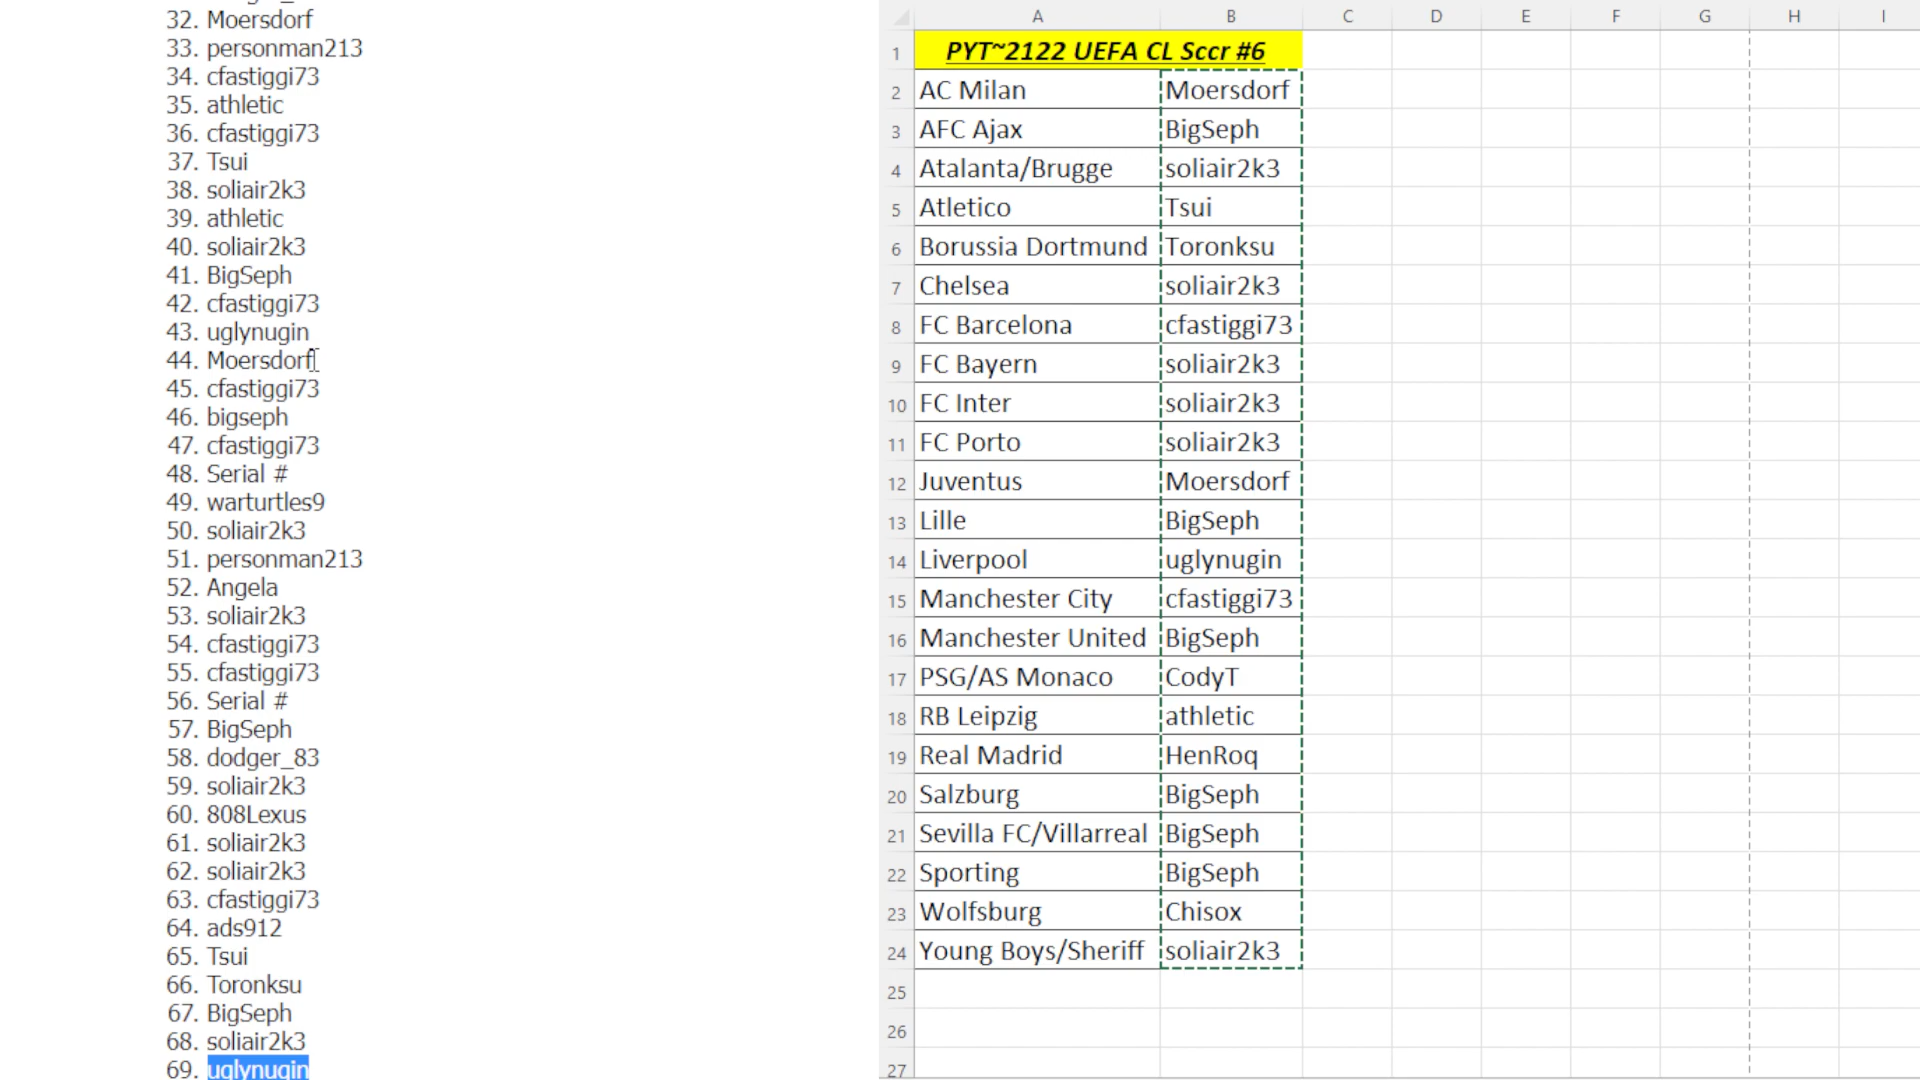 32. Moersdorf
33. personman213
34. cfastiggi73
35. athletic
36. cfastiggi73
37. Tsui
38. soliair2k3
39. athletic
40. soliair2k3
41. BigSeph
42. cfastiggi73
43. uglynugin
44. Moersdorf
45. cfastiggi73
46. bigseph
47. cfastiggi73
48. Serial #
49. warturtles9
50. soliair2k3
51. personman213
52. Angela
53. soliair2k3
54. cfastiggi73
55. cfastiggi73
56. Serial #
57. BigSeph
58. dodger_83
59. soliair2k3
60. 808Lexus
61. soliair2k3
62. soliair2k3
63. cfastiggi73
64. ads912
65. Tsui
66. Toronksu
67. BigSeph
68. soliair2k3
69. uglynugin
A B C D E F G H I
1 PYT~2122 UEFA CL Sccr #6
2 AC Milan Moersdorf
3 AFC Ajax BigSeph
4 Atalanta/Brugge soliair2k3
5 Atletico Tsui
6 Borussia Dortmund Toronksu
7 Chelsea soliair2k3
8 FC Barcelona cfastiggi73
9 FC Bayern soliair2k3
10 FC Inter soliair2k3
11 FC Porto soliair2k3
12 Juventus Moersdorf
13 Lille BigSeph
14 Liverpool uglynugin
15 Manchester City cfastiggi73
16 Manchester United BigSeph
17 PSG/AS Monaco CodyT
18 RB Leipzig athletic
19 Real Madrid HenRoq
20 Salzburg BigSeph
21 Sevilla FC/Villarreal BigSeph
22 Sporting BigSeph
23 Wolfsburg Chisox
24 Young Boys/Sheriff soliair2k3
25
26
27